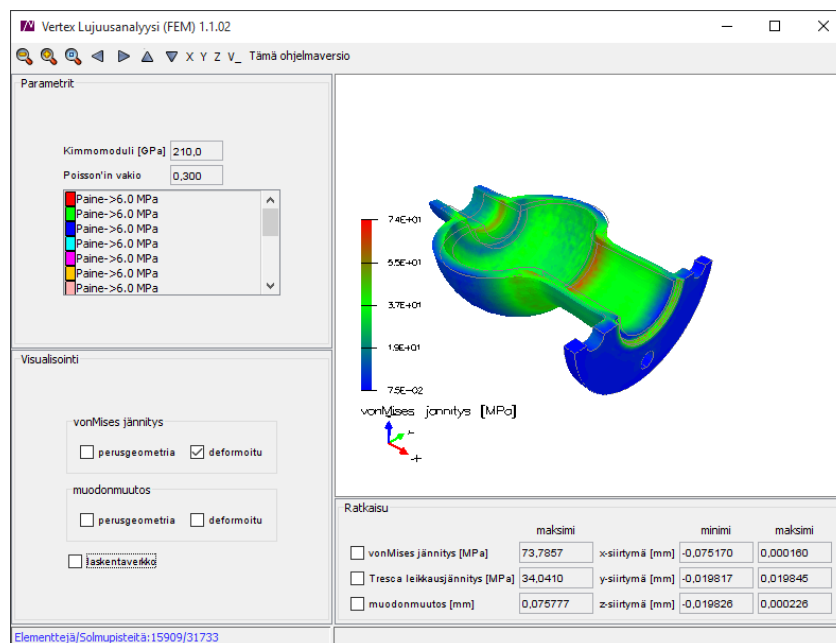 Vertex Lujuusanalyysi (FEM) 1.1.02
X Y Z V_ Tämä ohjelmaversio
Parametrit
Kimmomoduli [GPa] 210,0
Poisson'in vakio 0,300
Paine->6.0 MPa
Paine->6.0 MPa
Paine->6.0 MPa
Paine->6.0 MPa
Paine->6.0 MPa
Paine->6.0 MPa
Paine->6.0 MPa
7.4E+01
5.5E+01
3.7E+01
1.9E+01
7.5E-02
vonMises jannitys [MPa]
Visualisointi
vonMises jännitys
perusgeometria deformoitu
muodonmuutos
perusgeometria deformoitu
laskentaverkko
Ratkaisu
maksimi minimi maksimi
vonMises jännitys [MPa] 73,7857 x-siirtymä [mm] -0,075170 0,000160
Tresca leikkausjännitys [MPa] 34,0410 y-siirtymä [mm] -0,019817 0,019845
muodonmuutos [mm] 0,075777 z-siirtymä [mm] -0,019826 0,000226
Elementtejä/Solmupisteitä:15909/31733